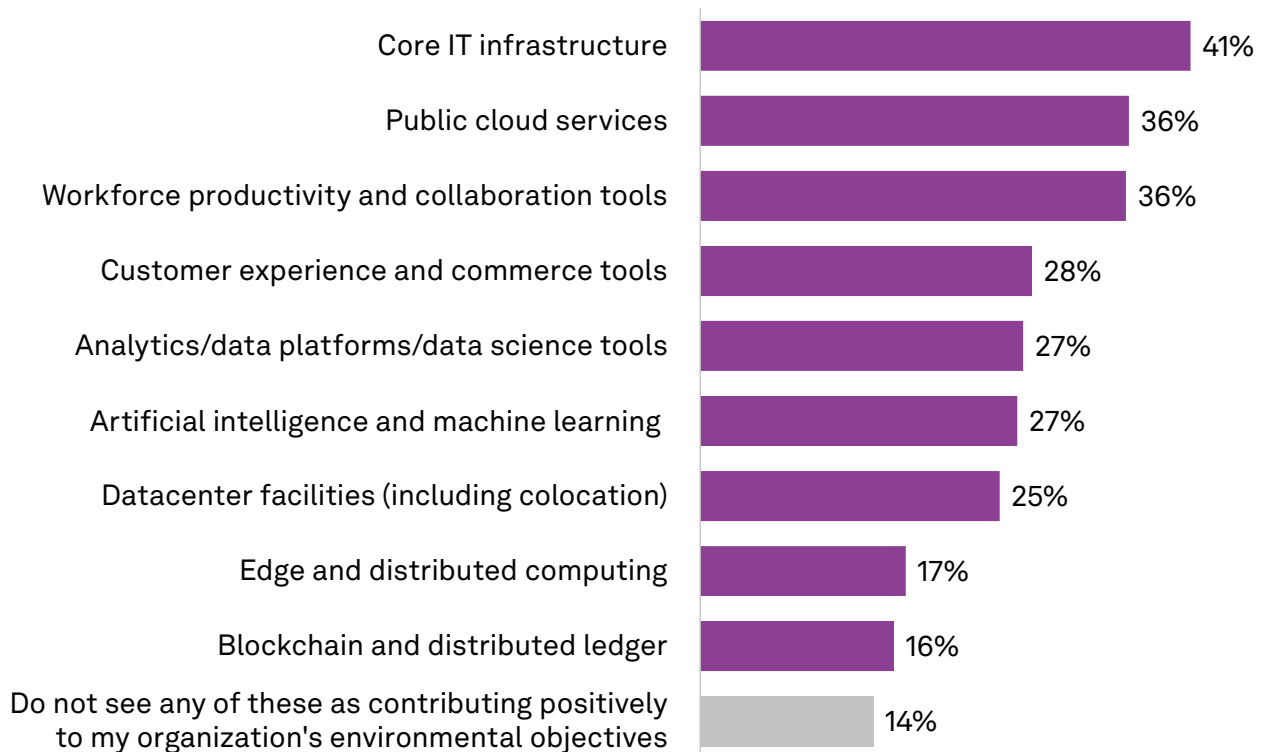 Core IT infrastructure 41%
Public cloud services 36%
Workforce productivity and collaboration tools 36%
Customer experience and commerce tools 28%
Analytics/data platforms/data science tools 27%
Artificial intelligence and machine learning 27%
Datacenter facilities (including colocation) 25%
Edge and distributed computing 17%
Blockchain and distributed ledger 16%
Do not see any of these as contributing positively
to my organization's environmental objectives 14%